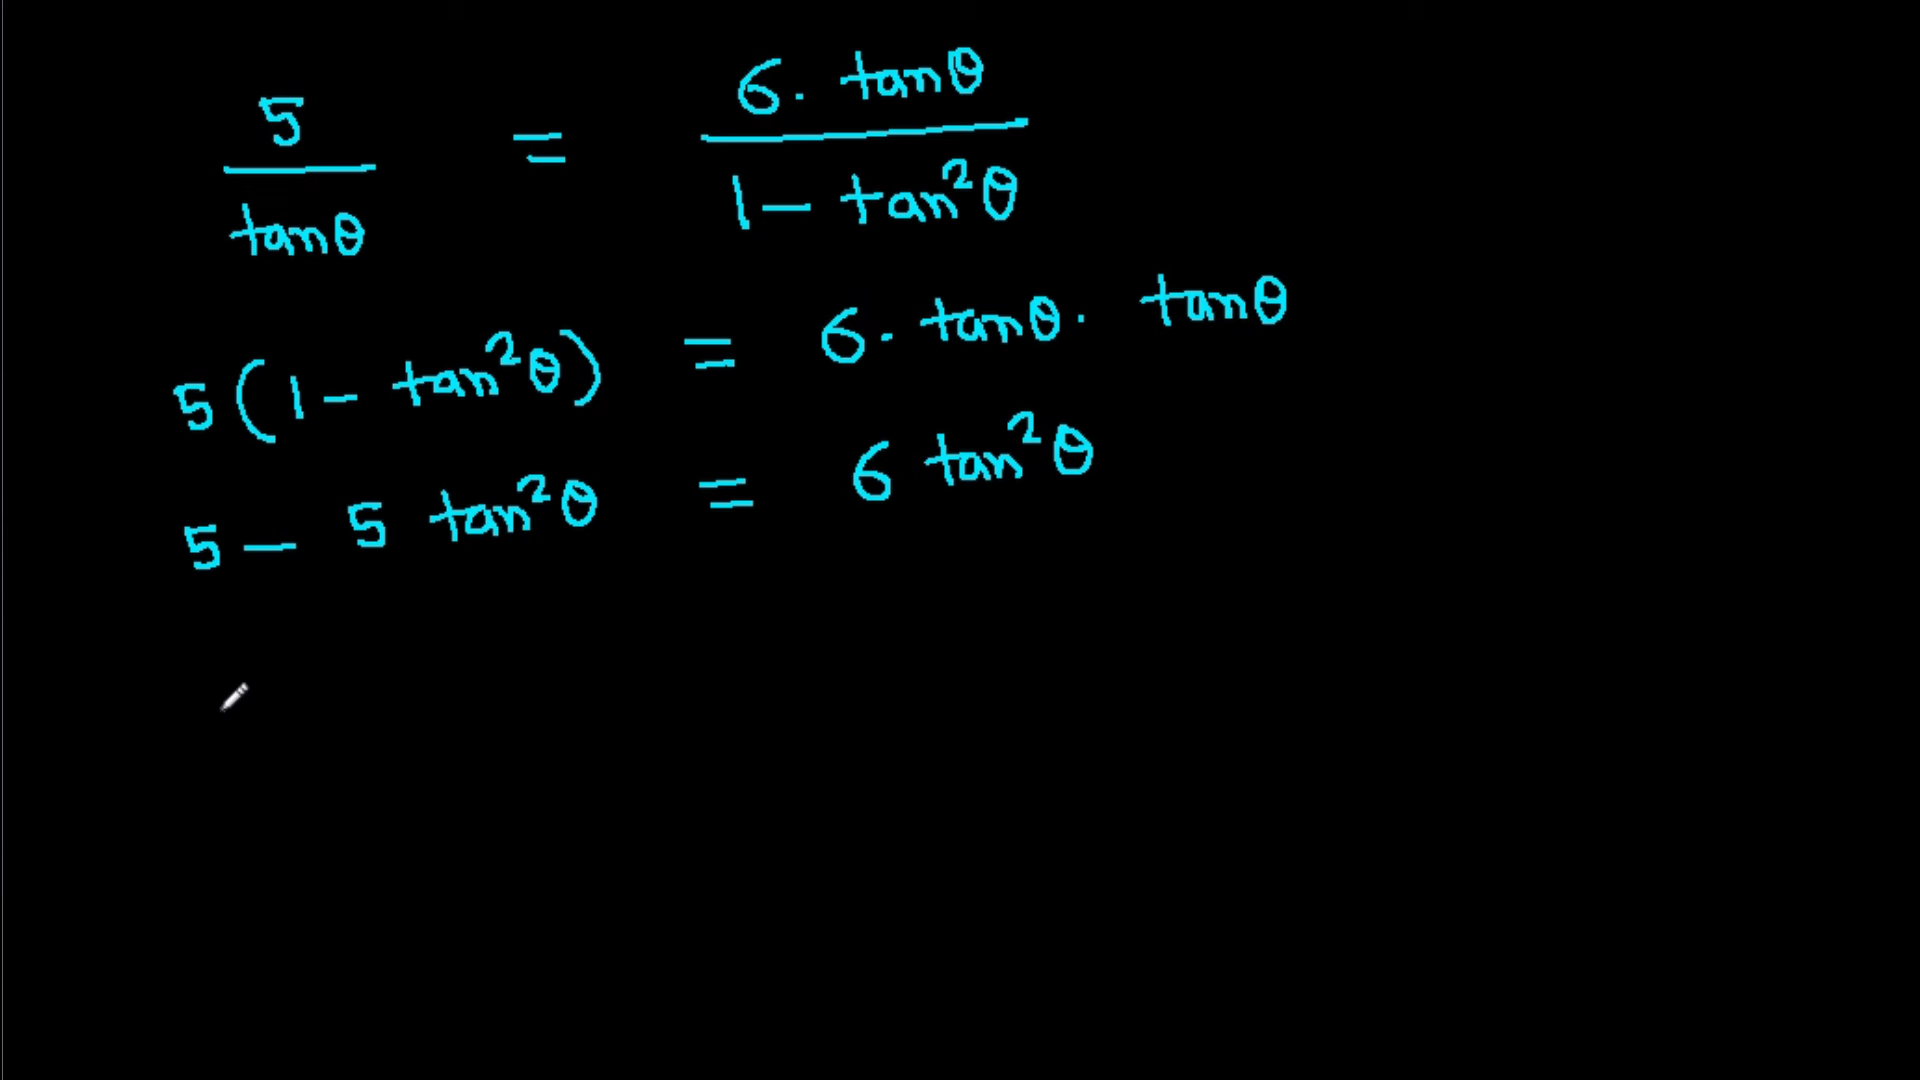 5/tanθ = 6. tanθ/1 - tan²θ
5(1 - tan²θ) = 6. tanθ. tanθ
5 - 5 tan²θ = 6 tan²θ